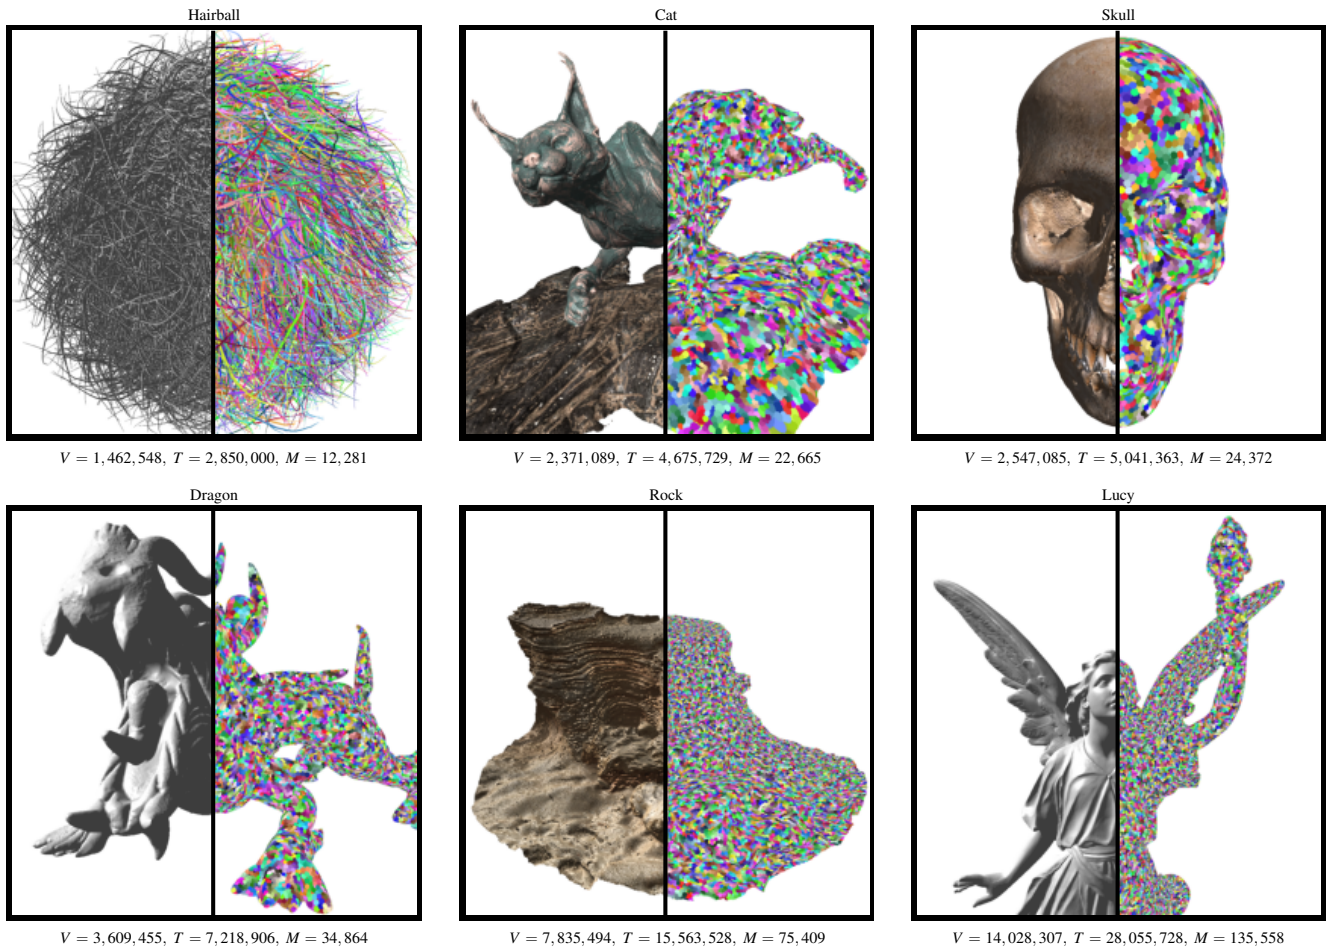 Hairball
Cat
Skull
V = 1,462,548, T = 2,850,000, M = 12,281
V = 2,371,089, T = 4,675,729, M = 22,665
V = 2,547,085, T = 5,041,363, M = 24,372
Dragon
Rock
Lucy
V = 3,609,455, T = 7,218,906, M = 34,864
V = 7,835,494, T = 15,563,528, M = 75,409
V = 14,028,307, T = 28,055,728, M = 135,558